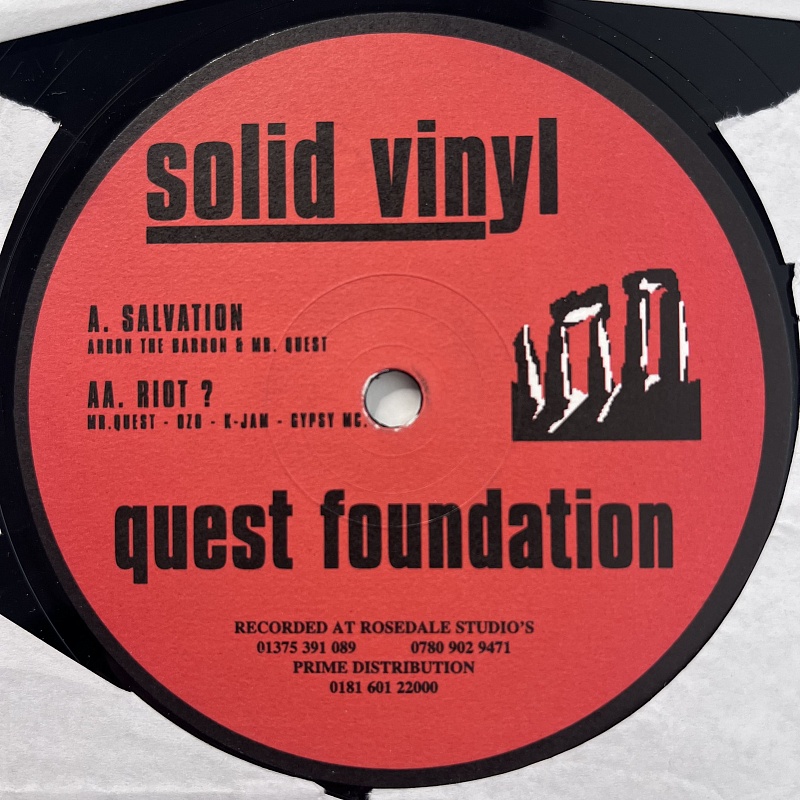 solid vinyl
A. SALVATION
ARRON THE BARRON & MR. QUEST
AA. RIOT ?
MR.QUEST - OZO - K-JAM - GYPSY MC.
quest foundation
RECORDED AT ROSEDALE STUDIO'S
01375 391 089 0780 902 9471
PRIME DISTRIBUTION
0181 601 22000